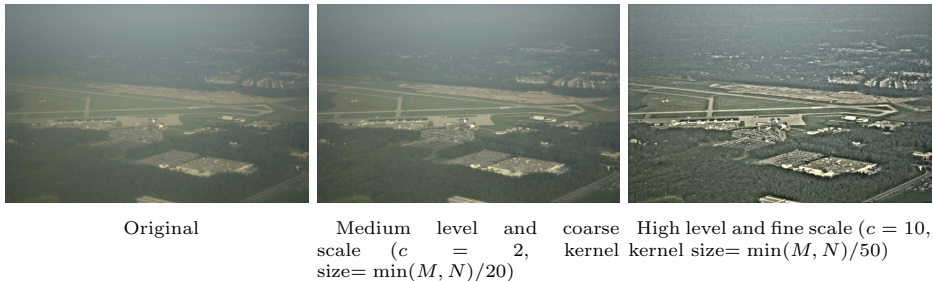 Original
Medium level and coarse
scale (c = 2, kernel
size= min(M, N)/20)
High level and fine scale (c = 10,
kernel size= min(M, N)/50)